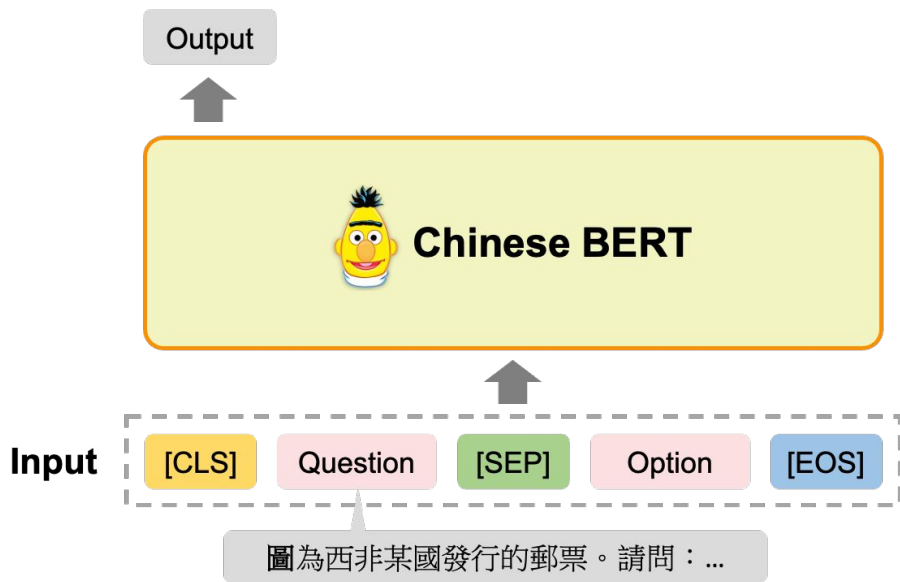 Output
Chinese BERT
Input
[CLS] Question [SEP] Option [EOS]
圖為西非某國發行的郵票。請問：...